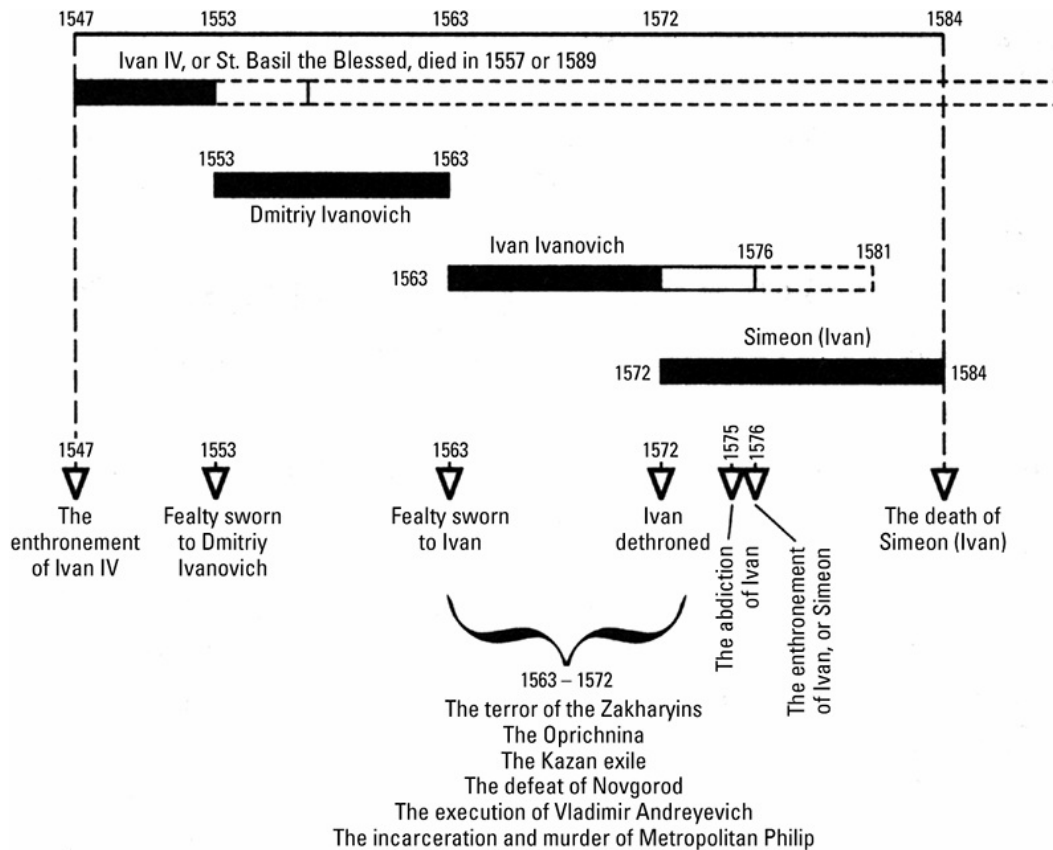 1547 1553 1563 1572 1584
Ivan IV, or St. Basil the Blessed, died in 1557 or 1589
1553 1563
Dmitriy Ivanovich
Ivan Ivanovich 1576 1581
1563
Simeon (Ivan)
1572 1584
1547 1553 1563 1572 1575 1576
The enthronement of Ivan IV
Fealty sworn to Dmitriy Ivanovich
Fealty sworn to Ivan
Ivan dethroned
The abdiction of Ivan
The enthronement of Ivan, or Simeon
The death of Simeon (Ivan)
1563 – 1572
The terror of the Zakharyins
The Oprichnina
The Kazan exile
The defeat of Novgorod
The execution of Vladimir Andreyevich
The incarceration and murder of Metropolitan Philip